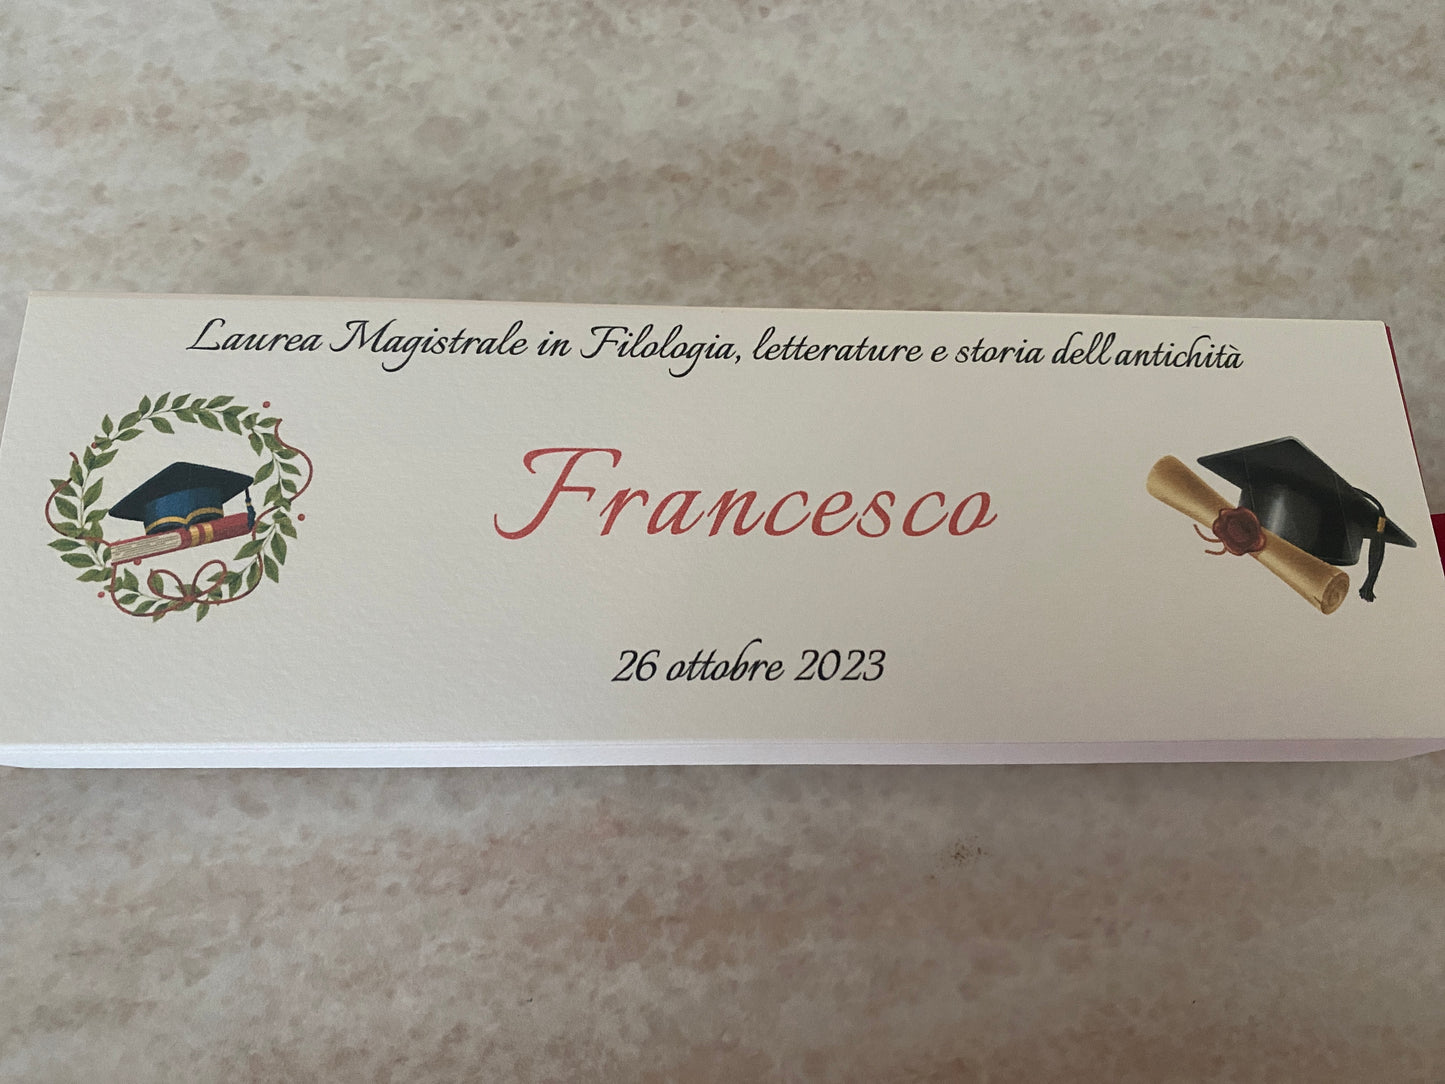 Laurea Magistrale in Filologia, letterature e storia dell antichità
Francesco
26 ottobre 2023